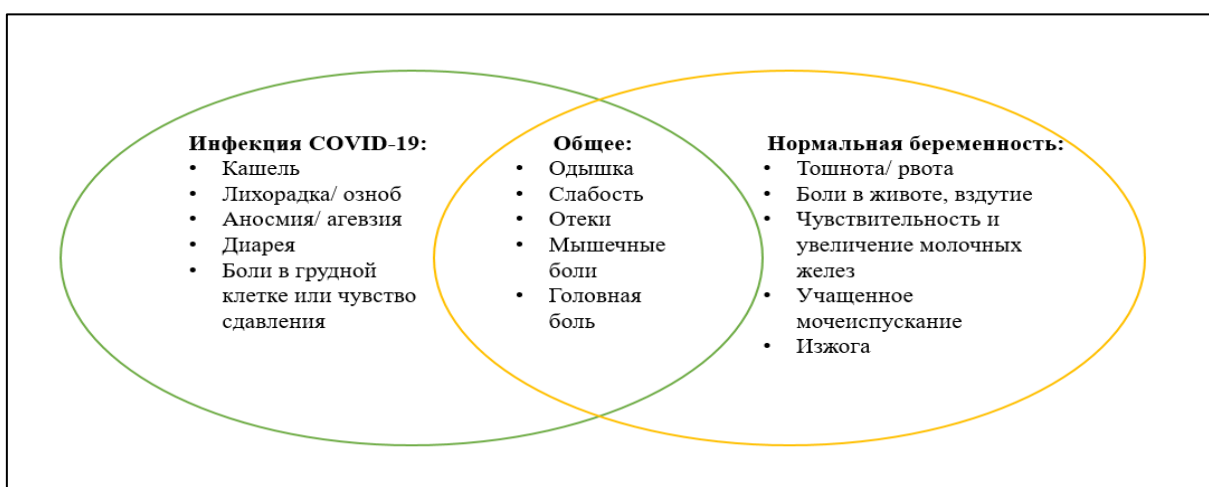 Инфекция COVID-19:
• Кашель
• Лихорадка/ озноб
• Аносмия/ агевзия
• Диарея
• Боли в грудной
клетке или чувство
сдавления
Общее:
• Одышка
• Слабость
• Отеки
• Мышечные
боли
• Головная
боль
Нормальная беременность:
• Тошнота/ рвота
• Боли в животе, вздутие
• Чувствительность и
увеличение молочных
желез
• Учащенное
мочеиспускание
• Изжога